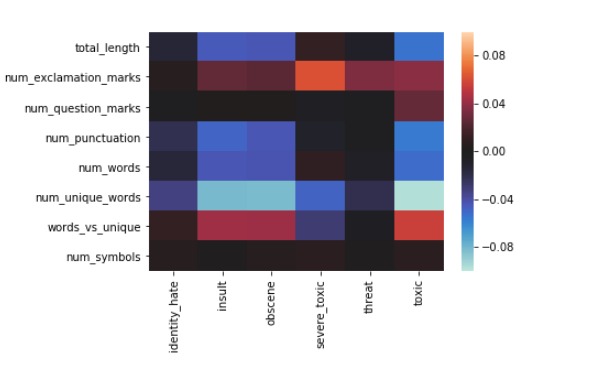 total_length
num_exclamation_marks
num_question_marks
num_punctuation
num_words
num_unique_words
words_vs_unique
num_symbols
identity_hate
insult
obscene
severe_toxic
threat
toxic
0.08
0.04
0.00
−0.04
−0.08